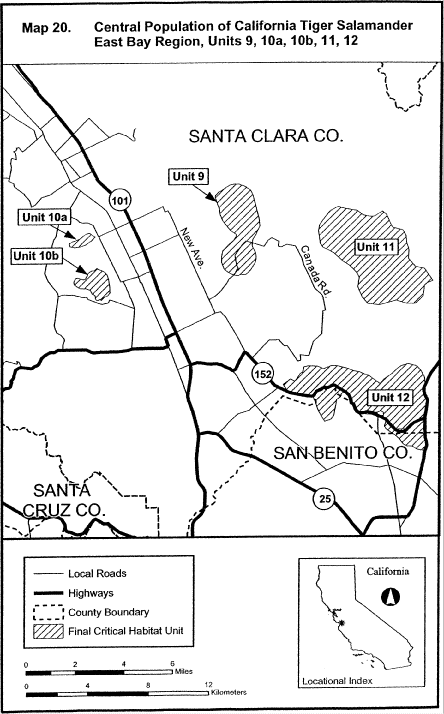 Map 20. Central Population of California Tiger Salamander
East Bay Region, Units 9, 10a, 10b, 11, 12
SANTA CLARA CO.
Unit 9
101
Unit 10a
New Ave.
Unit 11
Unit 10b
Canada Rd.
152
Unit 12
SAN BENITO CO.
SANTA
CRUZ CO.
25
Local Roads
Highways
County Boundary
Final Critical Habitat Unit
California
Locational Index
0 2 4 6
Miles
0 4 8 12
Kilometers